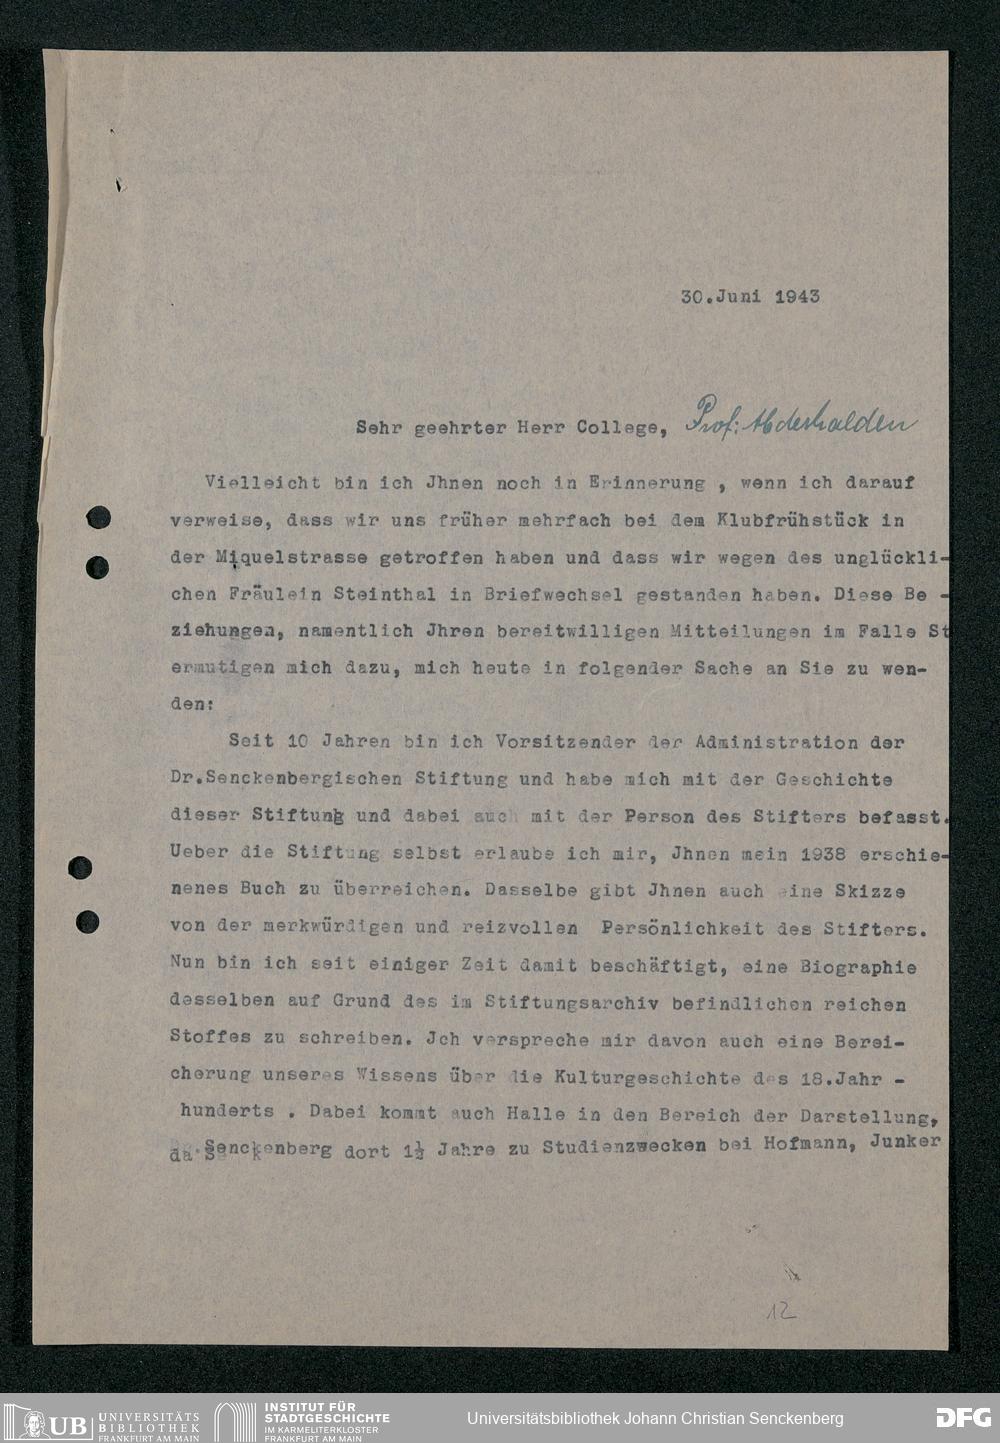 30.Juni 1943
Sehr geehrter Herr College, Prof: Abderhalden
Vielleicht bin ich Jhnen noch in Erinnerung , wenn ich darauf
verweise, dass wir uns früher mehrfach bei dem Klubfrühstück in
der Miquelstrasse getroffen haben und dass wir wegen des unglückli-
chen Fräulein Steinthal in Briefwechsel gestanden haben. Diese Be -
ziehungen, namentlich Jhren bereitwilligen Mitteilungen im Falle St
ermutigen mich dazu, mich heute in folgender Sache an Sie zu wen-
den:
Seit 10 Jahren bin ich Vorsitzender der Administration der
Dr.Senckenbergischen Stiftung und habe mich mit der Geschichte
dieser Stiftung und dabei auch mit der Person des Stifters befasst.
Ueber die Stiftung selbst erlaube ich mir, Jhnen mein 1938 erschie-
nenes Buch zu überreichen. Dasselbe gibt Jhnen auch eine Skizze
von der merkwürdigen und reizvollen Persönlichkeit des Stifters.
Nun bin ich seit einiger Zeit damit beschäftigt, eine Biographie
desselben auf Grund des im Stiftungsarchiv befindlichen reichen
Stoffes zu schreiben. Jch verspreche mir davon auch eine Berei-
cherung unseres Wissens über die Kulturgeschichte des 18.Jahr -
hunderts . Dabei kommt auch Halle in den Bereich der Darstellung,
da Senckenberg dort 1½ Jahre zu Studienzwecken bei Hofmann, Junker
12
UB UNIVERSITÄTS
BIBLIOTHEK
FRANKFURT AM MAIN
INSTITUT FÜR
STADTGESCHICHTE
IM KARMELITERKLOSTER
FRANKFURT AM MAIN
Universitätsbibliothek Johann Christian Senckenberg
DFG